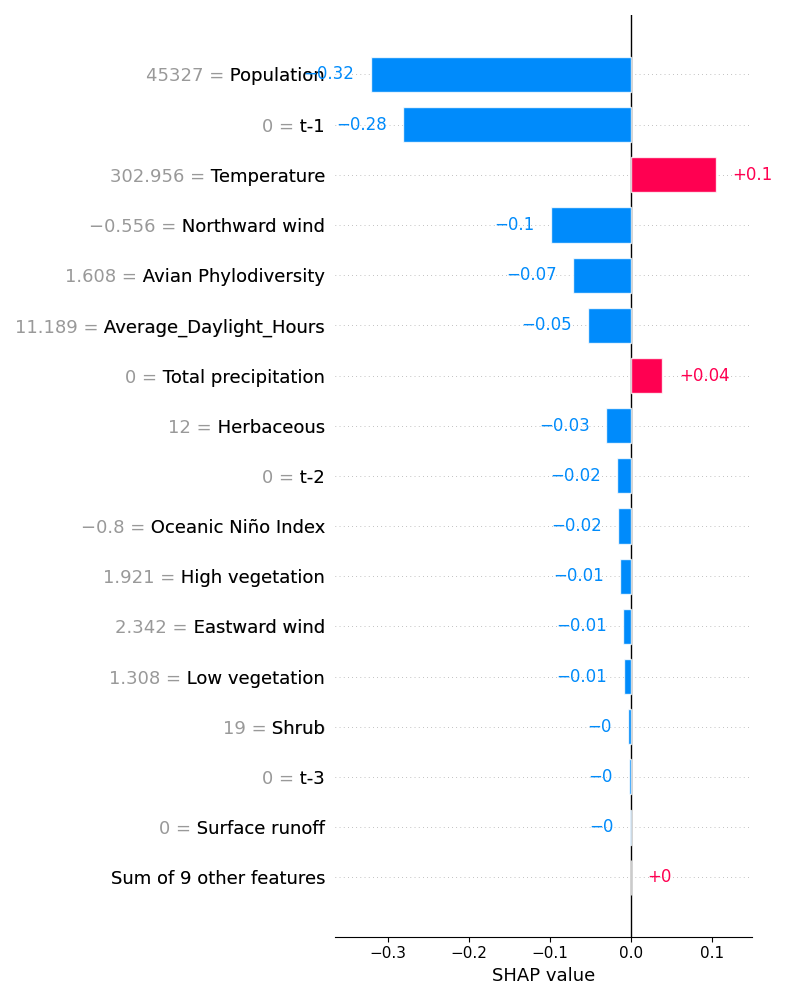 45327 = Population −0.32
0 = t-1 −0.28
302.956 = Temperature +0.1
−0.556 = Northward wind −0.1
1.608 = Avian Phylodiversity −0.07
11.189 = Average_Daylight_Hours −0.05
0 = Total precipitation +0.04
12 = Herbaceous −0.03
0 = t-2 −0.02
−0.8 = Oceanic Niño Index −0.02
1.921 = High vegetation −0.01
2.342 = Eastward wind −0.01
1.308 = Low vegetation −0.01
19 = Shrub −0
0 = t-3 −0
0 = Surface runoff −0
Sum of 9 other features +0
−0.3 −0.2 −0.1 0.0 0.1
SHAP value